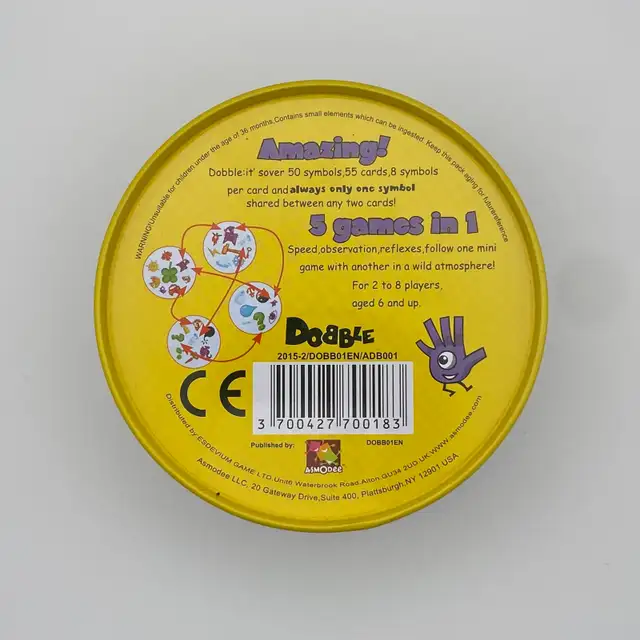 WARNING!Unsuitable for children under the age of 36 months.Contains small elements which can be ingested. Keep this pack aging for futurereference
Amazing!
Dobble:it' sover 50 symbols,55 cards,8 symbols
per card and always only one symbol
shared between any two cards!
5 games in 1
Speed,observation,reflexes,follow one mini
game with another in a wild atmosphere!
For 2 to 8 players,
aged 6 and up.
DOBBLE
2015-2/DOBB01EN/ADB001
CE
3 700427 700183
Published by:
ASMODEE
DOBB01EN
Distributed by:ESDEVIUM GAME LTD.Unite Waterbrook Road.Alton.GU34 2UD.UK.WWW.asmodee.com
Asmodee LLC, 20 Gateway Drive,Suite 400, Plattsburgh,NY 12901 USA